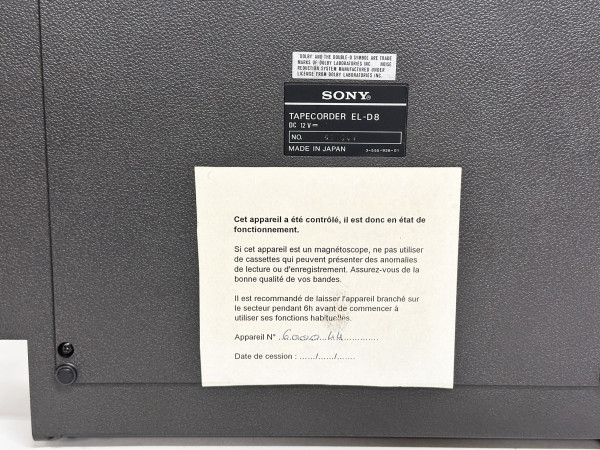 DOLBY AND THE DOUBLE-D SYMBOL ARE TRADE
MARKS OF DOLBY LABORATORIES INC. NOISE
REDUCTION SYSTEM MANUFACTURED UNDER
LICENSE FROM DOLBY LABORATORIES INC.
SONY®
TAPECORDER EL-D8
DC 12 V
NO.
MADE IN JAPAN
Cet appareil a été contrôlé, il est donc en état de
fonctionnement.
Si cet appareil est un magnétoscope, ne pas utiliser
de cassettes qui peuvent présenter des anomalies
de lecture ou d'enregistrement. Assurez-vous de la
bonne qualité de vos bandes.
Il est recommandé de laisser l'appareil branché sur
le secteur pendant 6h avant de commencer à
utiliser ses fonctions habituelles.
Appareil N° ..6000 44..............
Date de cession : ....../....../.......